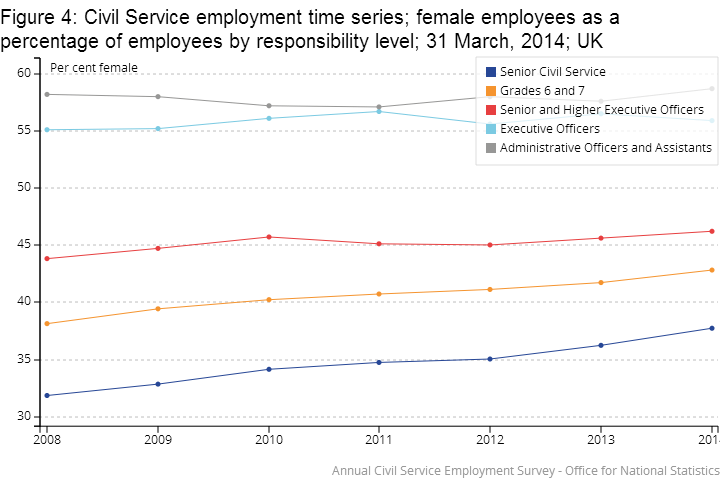 Figure 4: Civil Service employment time series; female employees as a
percentage of employees by responsibility level; 31 March, 2014; UK
Per cent female
Senior Civil Service
Grades 6 and 7
Senior and Higher Executive Officers
Executive Officers
Administrative Officers and Assistants
60
55
50
45
40
35
30
2008 2009 2010 2011 2012 2013 201
Annual Civil Service Employment Survey - Office for National Statistics